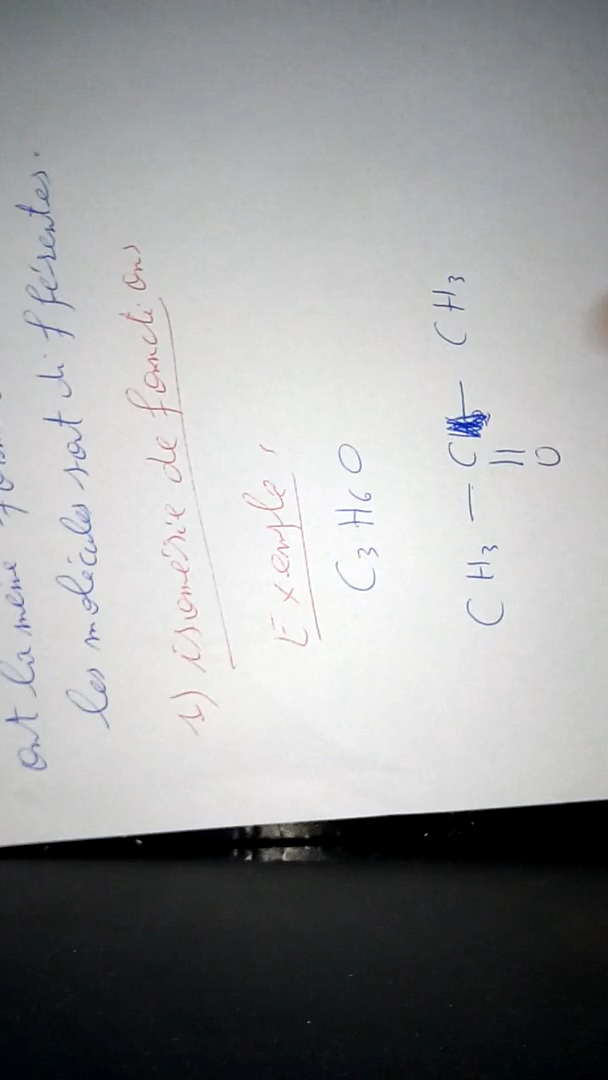 ont la même
les molécules sont différentes.
1) isomérie de fonctions
Exemple :
C3H6O
CH3 — C — CH3
||
O